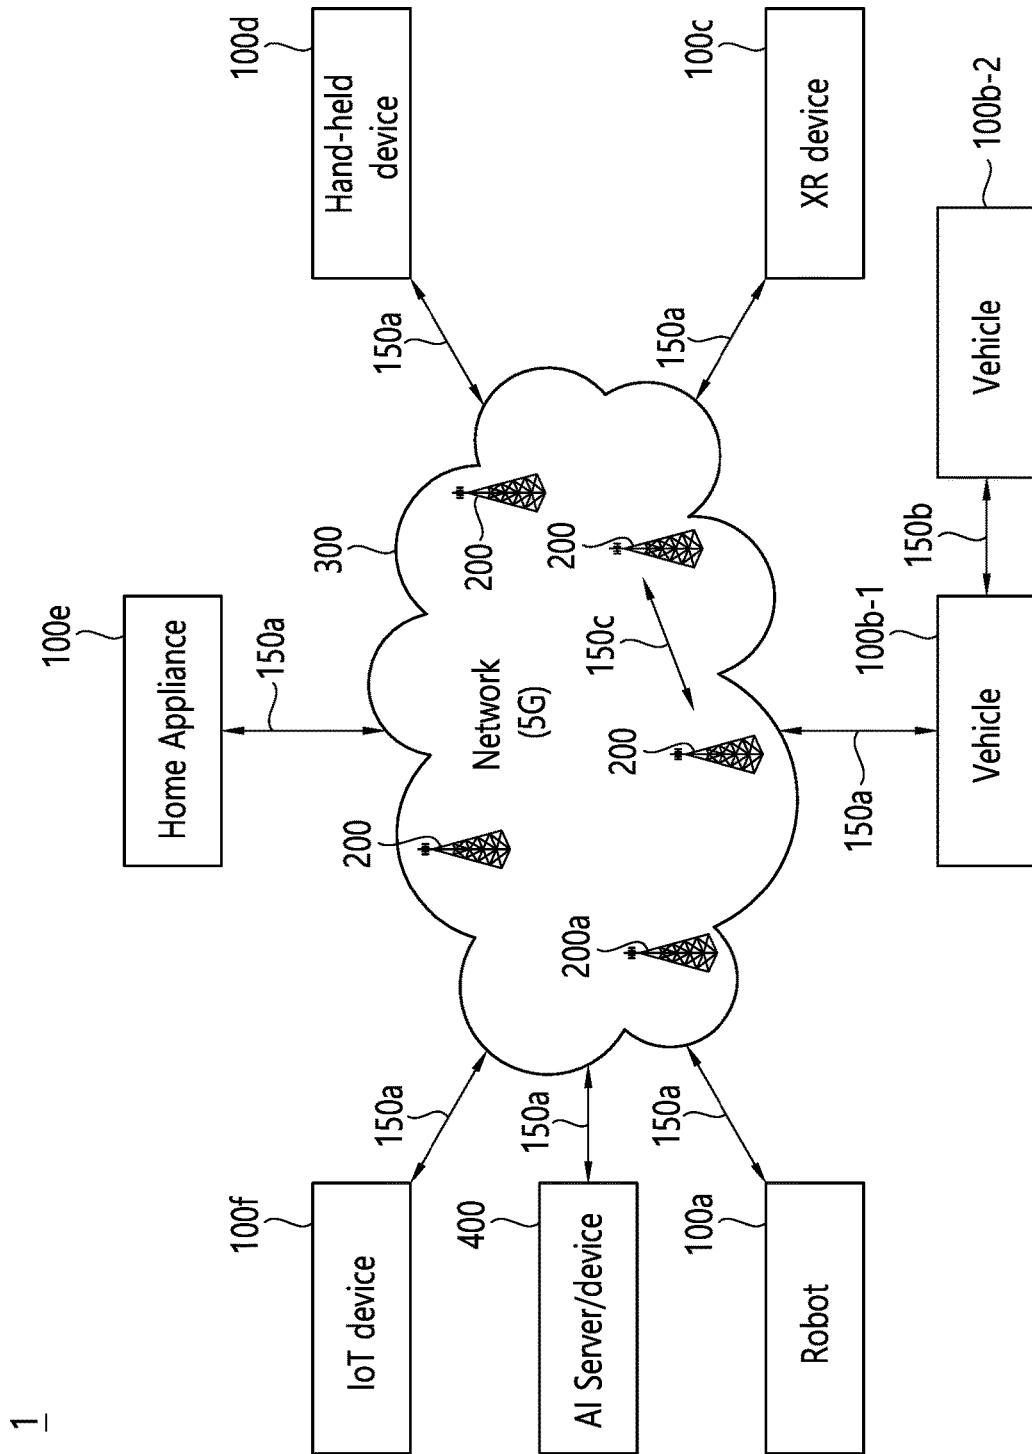 1
100e
Home Appliance
150a
100f
IoT device
150a
300
150a
100d
Hand-held
device
Network
(5G)
200
200
400
AI Server/device
150a
200a
200
150c
200
100a
Robot
150a
150a
100c
XR device
150a
100b-1
Vehicle
150b
100b-2
Vehicle